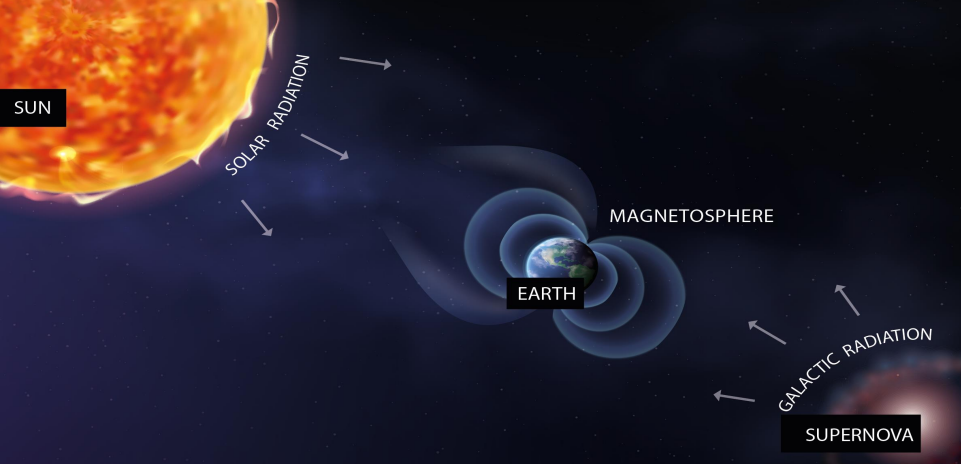 SUN
SOLAR RADIATION
MAGNETOSPHERE
EARTH
GALACTIC RADIATION
SUPERNOVA